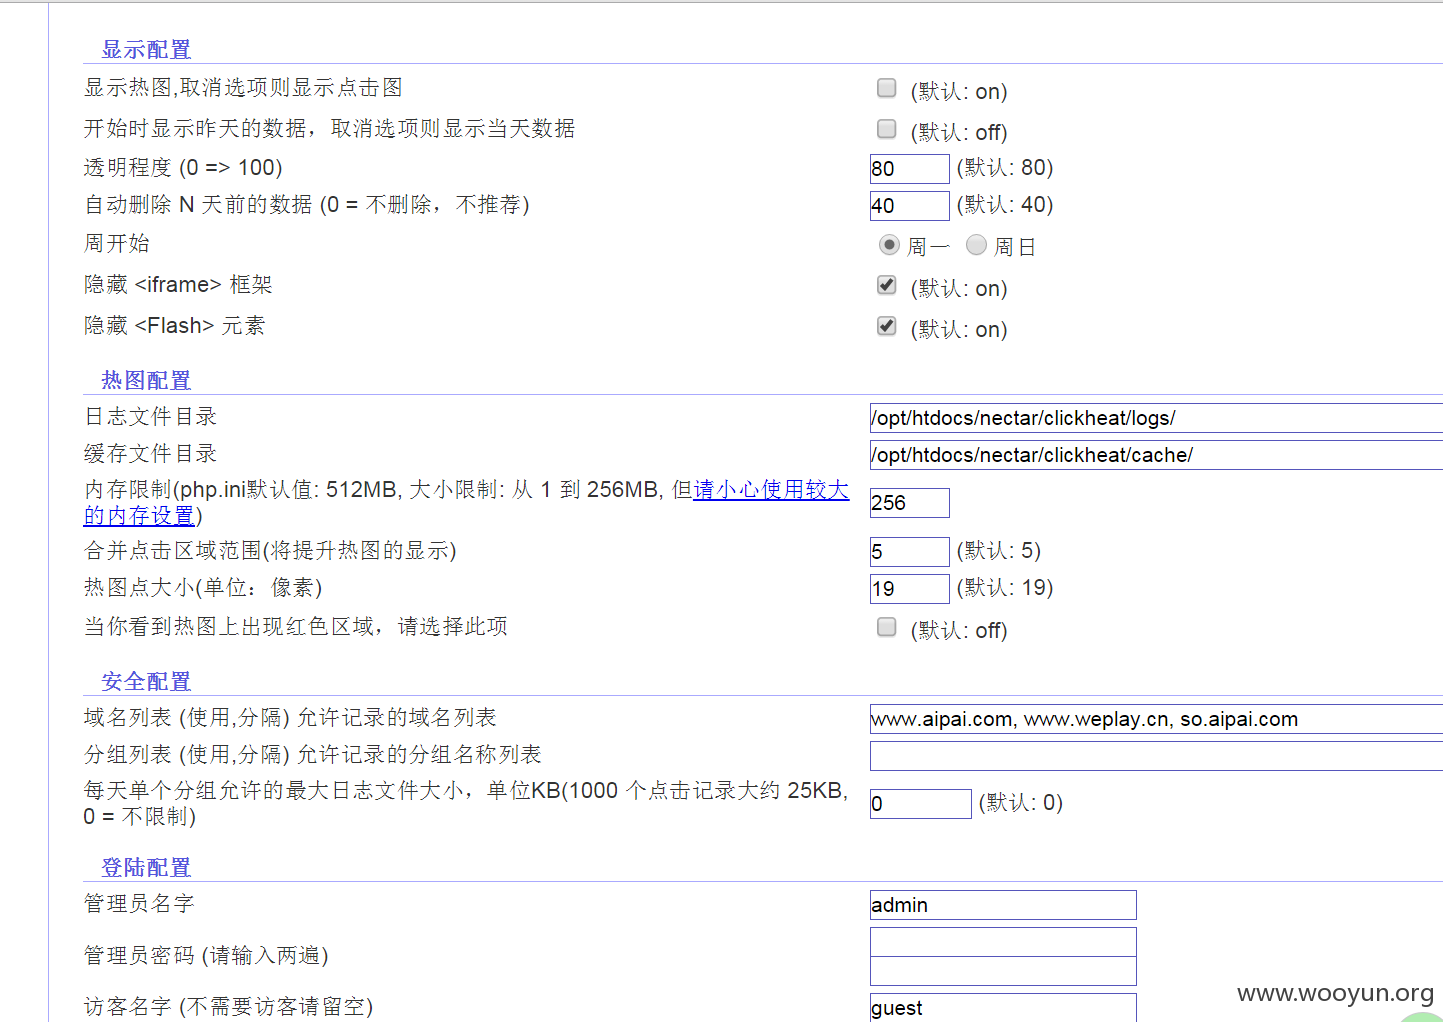 显示配置
显示热图,取消选项则显示点击图 (默认: on)
开始时显示昨天的数据，取消选项则显示当天数据 (默认: off)
透明程度 (0 => 100) 80 (默认: 80)
自动删除 N 天前的数据 (0 = 不删除，不推荐) 40 (默认: 40)
周开始 周一 周日
隐藏 <iframe> 框架 (默认: on)
隐藏 <Flash> 元素 (默认: on)
热图配置
日志文件目录 /opt/htdocs/nectar/clickheat/logs/
缓存文件目录 /opt/htdocs/nectar/clickheat/cache/
内存限制(php.ini默认值: 512MB, 大小限制: 从 1 到 256MB, 但请小心使用较大
的内存设置) 256
合并点击区域范围(将提升热图的显示) 5 (默认: 5)
热图点大小(单位：像素) 19 (默认: 19)
当你看到热图上出现红色区域，请选择此项 (默认: off)
安全配置
域名列表 (使用,分隔) 允许记录的域名列表 www.aipai.com, www.weplay.cn, so.aipai.com
分组列表 (使用,分隔) 允许记录的分组名称列表
每天单个分组允许的最大日志文件大小，单位KB(1000 个点击记录大约 25KB,
0 = 不限制) 0 (默认: 0)
登陆配置
管理员名字 admin
管理员密码 (请输入两遍)
访客名字 (不需要访客请留空) guest
www.wooyun.org